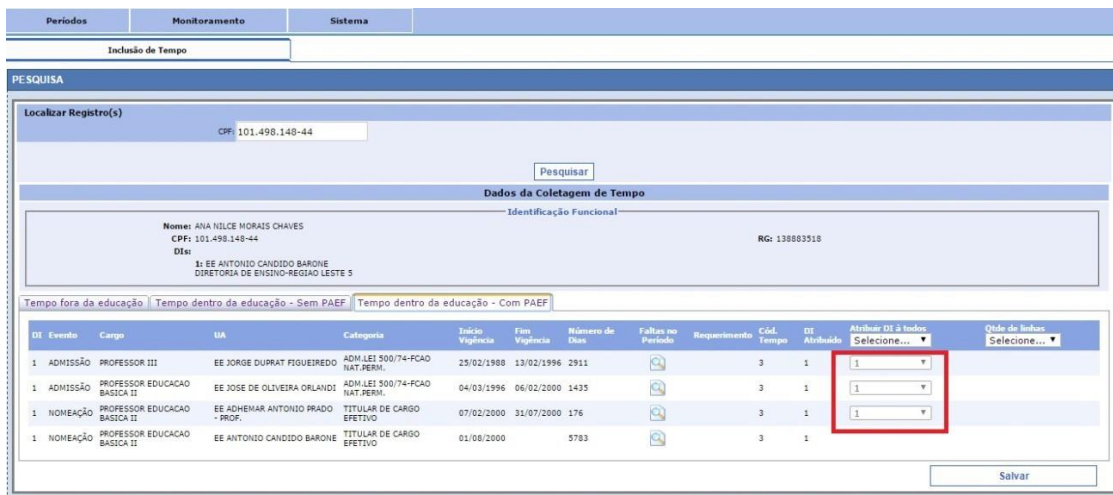 Períodos Monitoramento Sistema
Inclusão de Tempo
PESQUISA
Localizar Registro(s)
CPF: 101.498.148-44
Pesquisar
Dados da Coletagem de Tempo
Identificação Funcional
Nome: ANA NILCE MORAIS CHAVES
CPF: 101.498.148-44 RG: 138883518
DIs:
1: EE ANTONIO CANDIDO BARONE
DIRETORIA DE ENSINO-REGIAO LESTE 5
Tempo fora da educação Tempo dentro da educação - Sem PAEF Tempo dentro da educação - Com PAEF
DI Evento Cargo UA Categoria Início Vigência Fim Vigência Número de Dias Faltas no Período Requerimento Cód. Tempo DI Atribuido Atribuir DI à todos Selecione... Qtde de linhas Selecione...
1 ADMISSÃO PROFESSOR III EE JORGE DUPRAT FIGUEIREDO ADM.LEI 500/74-FCAO NAT.PERM. 25/02/1988 13/02/1996 2911 3 1 1
1 ADMISSÃO PROFESSOR EDUCACAO BASICA II EE JOSE DE OLIVEIRA ORLANDI ADM.LEI 500/74-FCAO NAT.PERM. 04/03/1996 06/02/2000 1435 3 1 1
1 NOMEAÇÃO PROFESSOR EDUCACAO BASICA II EE ADHEMAR ANTONIO PRADO - PROF. TITULAR DE CARGO EFETIVO 07/02/2000 31/07/2000 176 3 1 1
1 NOMEAÇÃO PROFESSOR EDUCACAO BASICA II EE ANTONIO CANDIDO BARONE TITULAR DE CARGO EFETIVO 01/08/2000 5783 3 1
Salvar